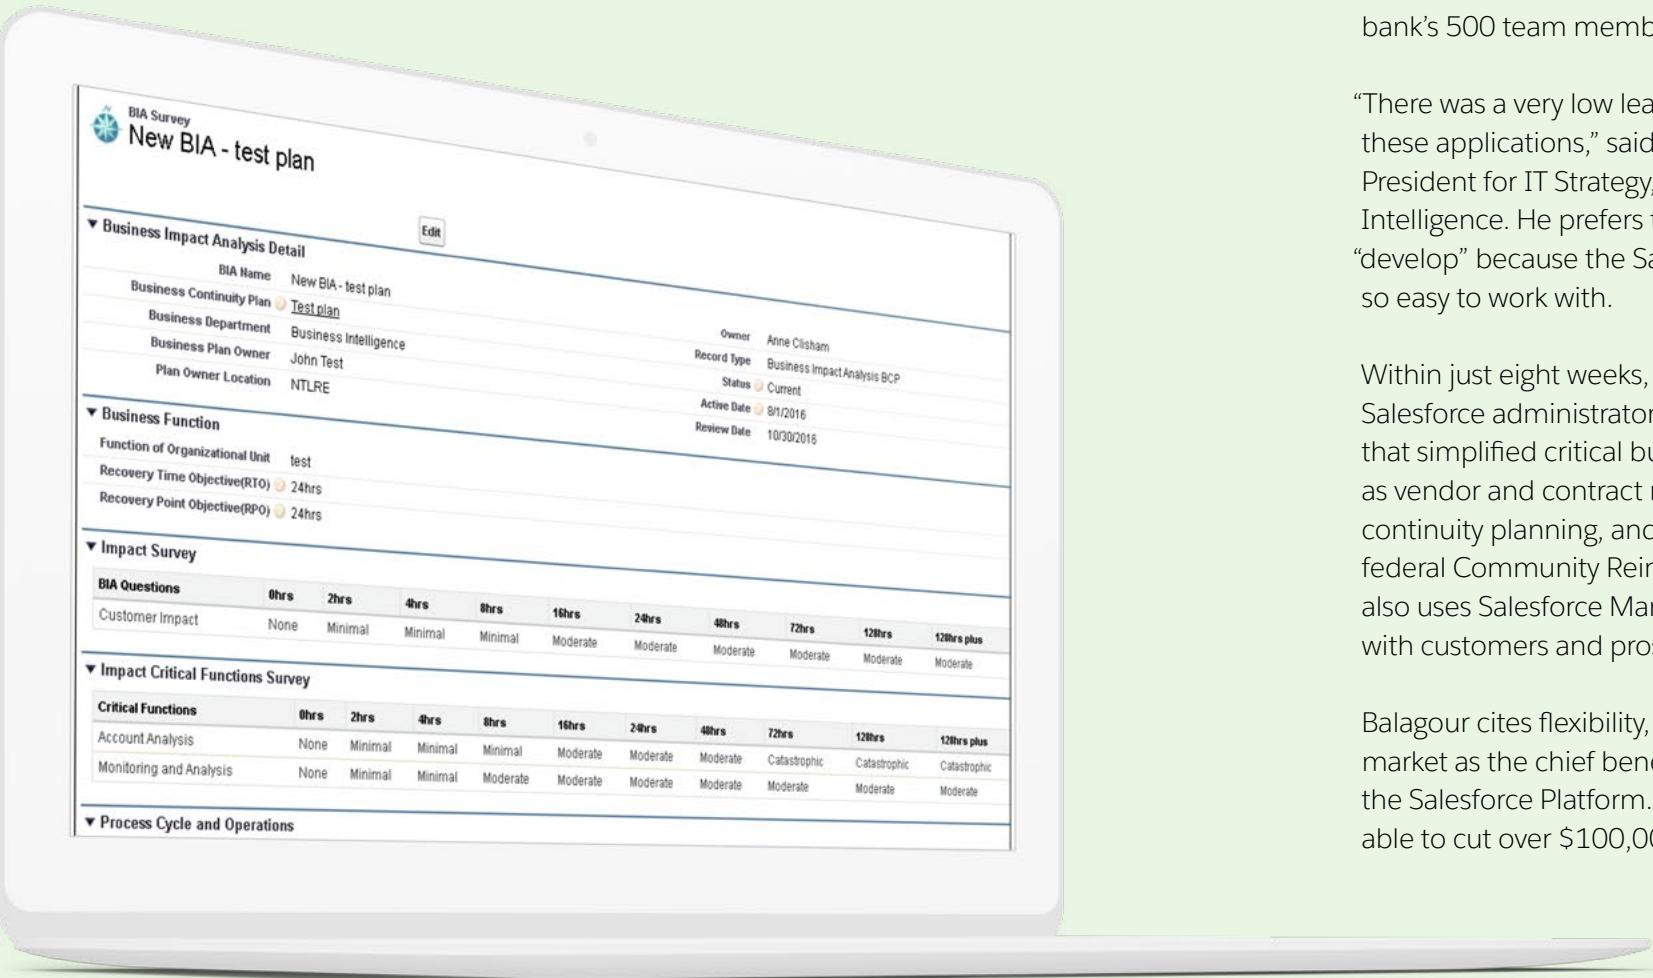 BIA Survey
New BIA - test plan
Edit
▼ Business Impact Analysis Detail
BIA Name New BIA - test plan
Business Continuity Plan Test plan
Business Department Business Intelligence
Business Plan Owner John Test
Plan Owner Location NTLRE
Owner Anne Clisham
Record Type Business Impact Analysis BCP
Status Current
Active Date 8/1/2016
Review Date 10/30/2016
▼ Business Function
Function of Organizational Unit test
Recovery Time Objective(RTO) 24hrs
Recovery Point Objective(RPO) 24hrs
▼ Impact Survey
BIA Questions 0hrs 2hrs 4hrs 8hrs 16hrs 24hrs 48hrs 72hrs 128hrs 128hrs plus
Customer Impact None Minimal Minimal Minimal Moderate Moderate Moderate Moderate Moderate Moderate
▼ Impact Critical Functions Survey
Critical Functions 0hrs 2hrs 4hrs 8hrs 16hrs 24hrs 48hrs 72hrs 128hrs 128hrs plus
Account Analysis None Minimal Minimal Minimal Moderate Moderate Moderate Catastrophic Catastrophic Catastrophic
Monitoring and Analysis None Minimal Minimal Moderate Moderate Moderate Moderate Moderate Moderate Moderate
▼ Process Cycle and Operations
bank's 500 team memb
“There was a very low lea
these applications,” said
President for IT Strategy,
Intelligence. He prefers t
“develop” because the Sa
so easy to work with.
Within just eight weeks,
Salesforce administrator
that simplified critical bu
as vendor and contract
continuity planning, and
federal Community Rein
also uses Salesforce Mar
with customers and pros
Balagour cites flexibility,
market as the chief bene
the Salesforce Platform.
able to cut over $100,00